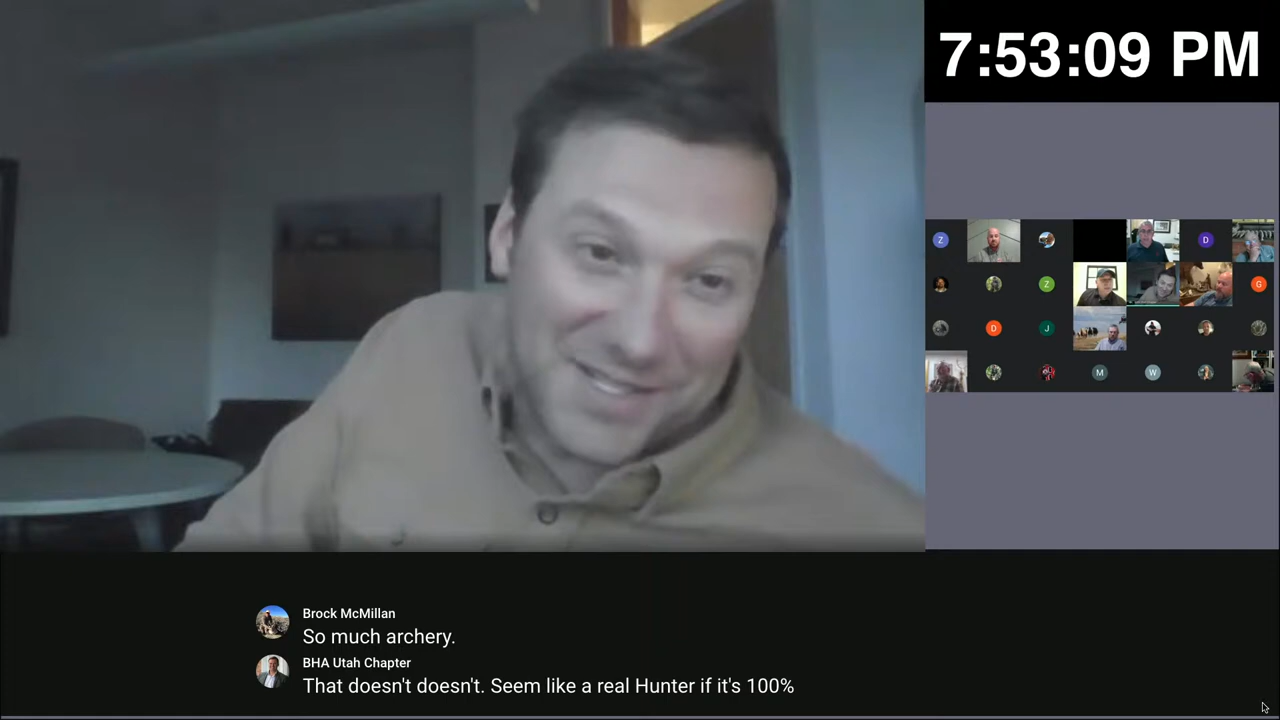 7:53:09 PM
Z
D
Z
G
D
J
M
W
Brock McMillan
So much archery.
BHA Utah Chapter
That doesn't doesn't. Seem like a real Hunter if it's 100%